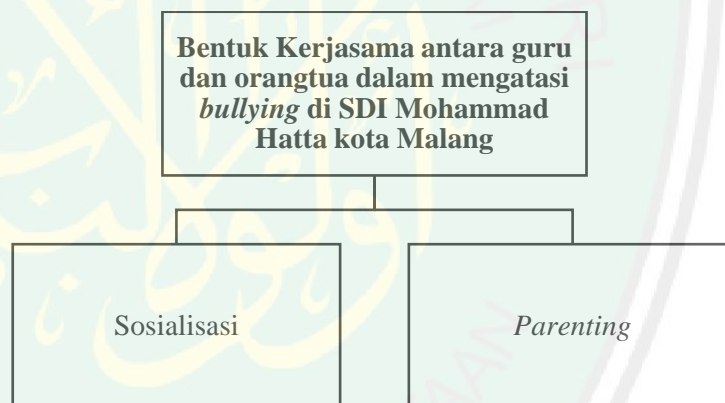 Bentuk Kerjasama antara guru
dan orangtua dalam mengatasi
bullying di SDI Mohammad
Hatta kota Malang
Sosialisasi
Parenting